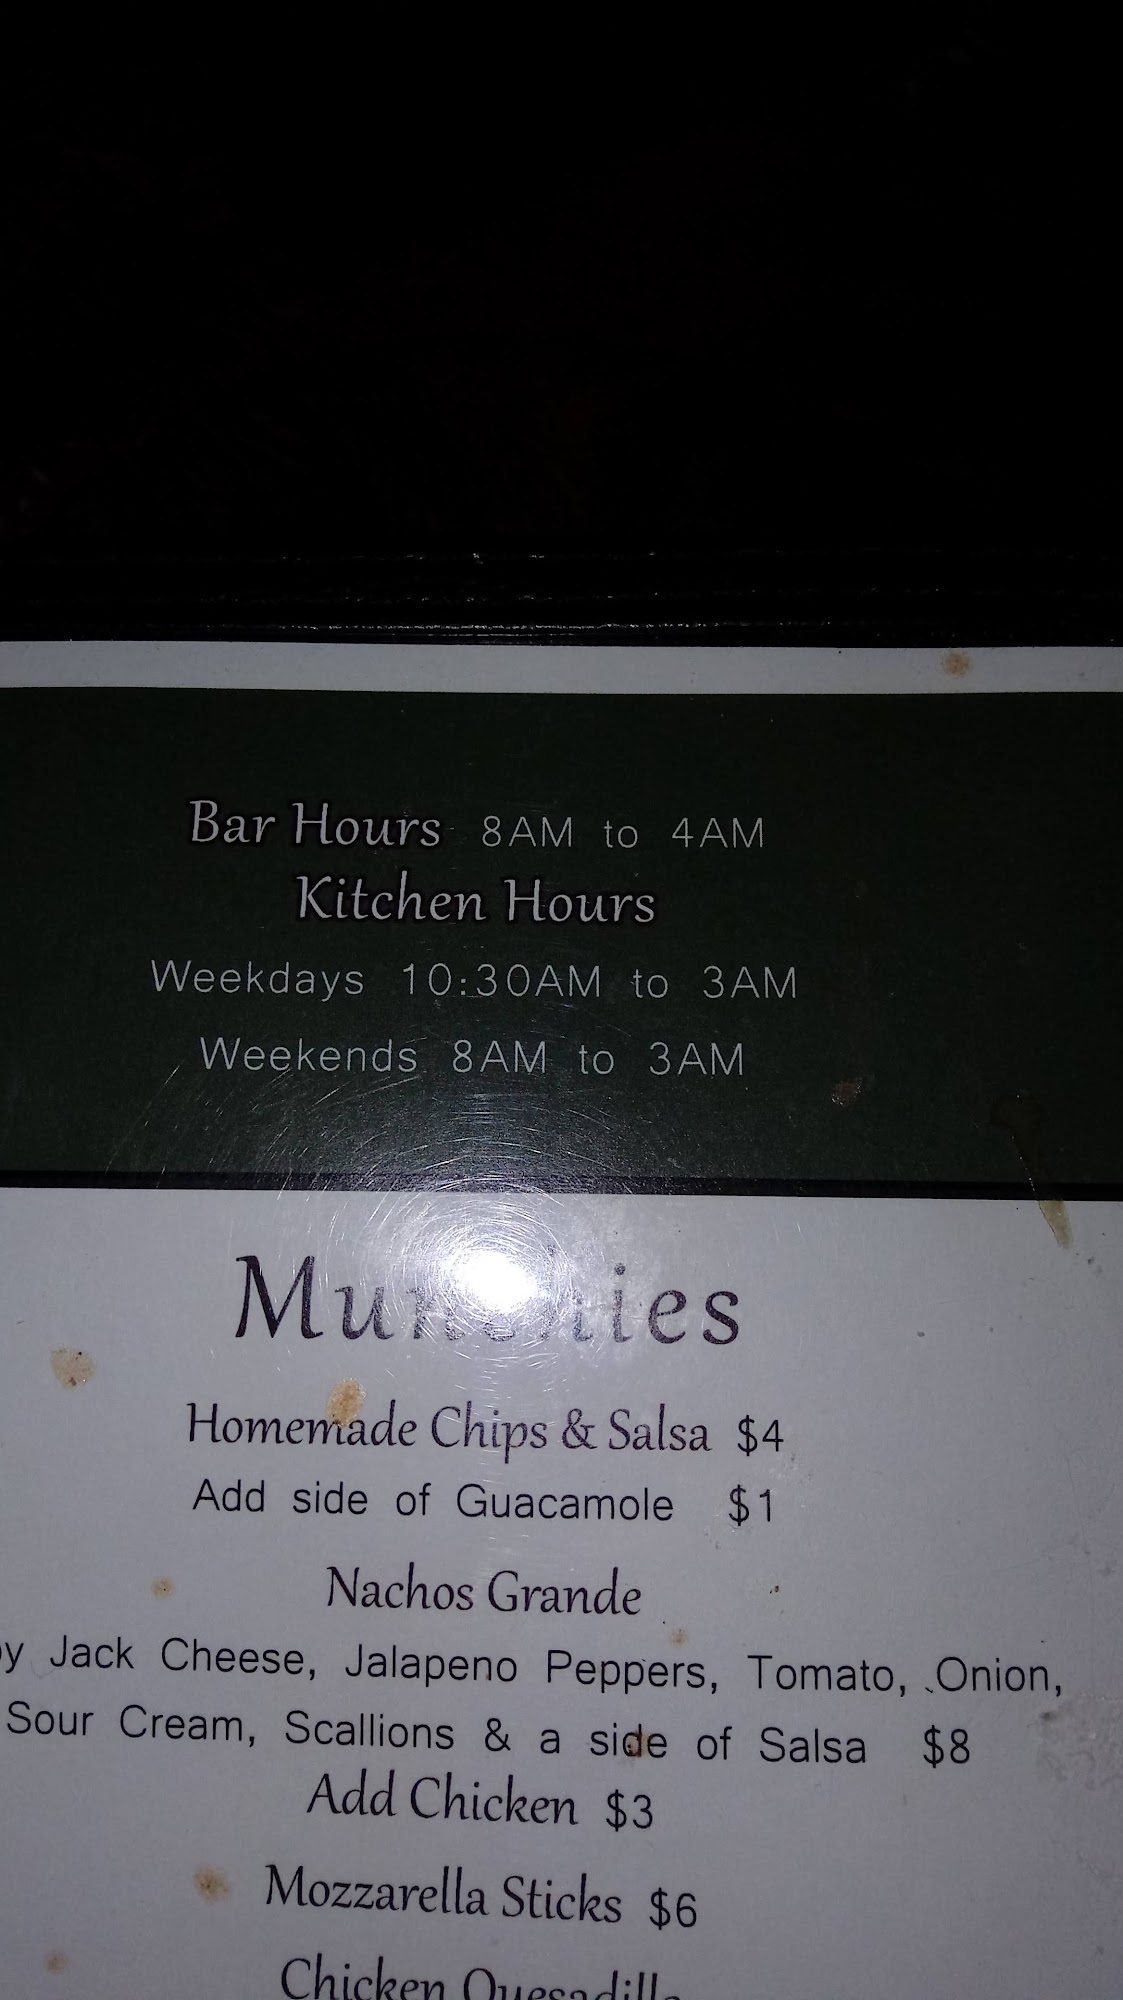 Bar Hours 8AM to 4AM
Kitchen Hours
Weekdays 10:30AM to 3AM
Weekends 8AM to 3AM
Munchies
Homemade Chips & Salsa $4
Add side of Guacamole $1
Nachos Grande
Jack Cheese, Jalapeno Peppers, Tomato, Onion,
Sour Cream, Scallions & a side of Salsa $8
Add Chicken $3
Mozzarella Sticks $6
Chicken Quesadilla